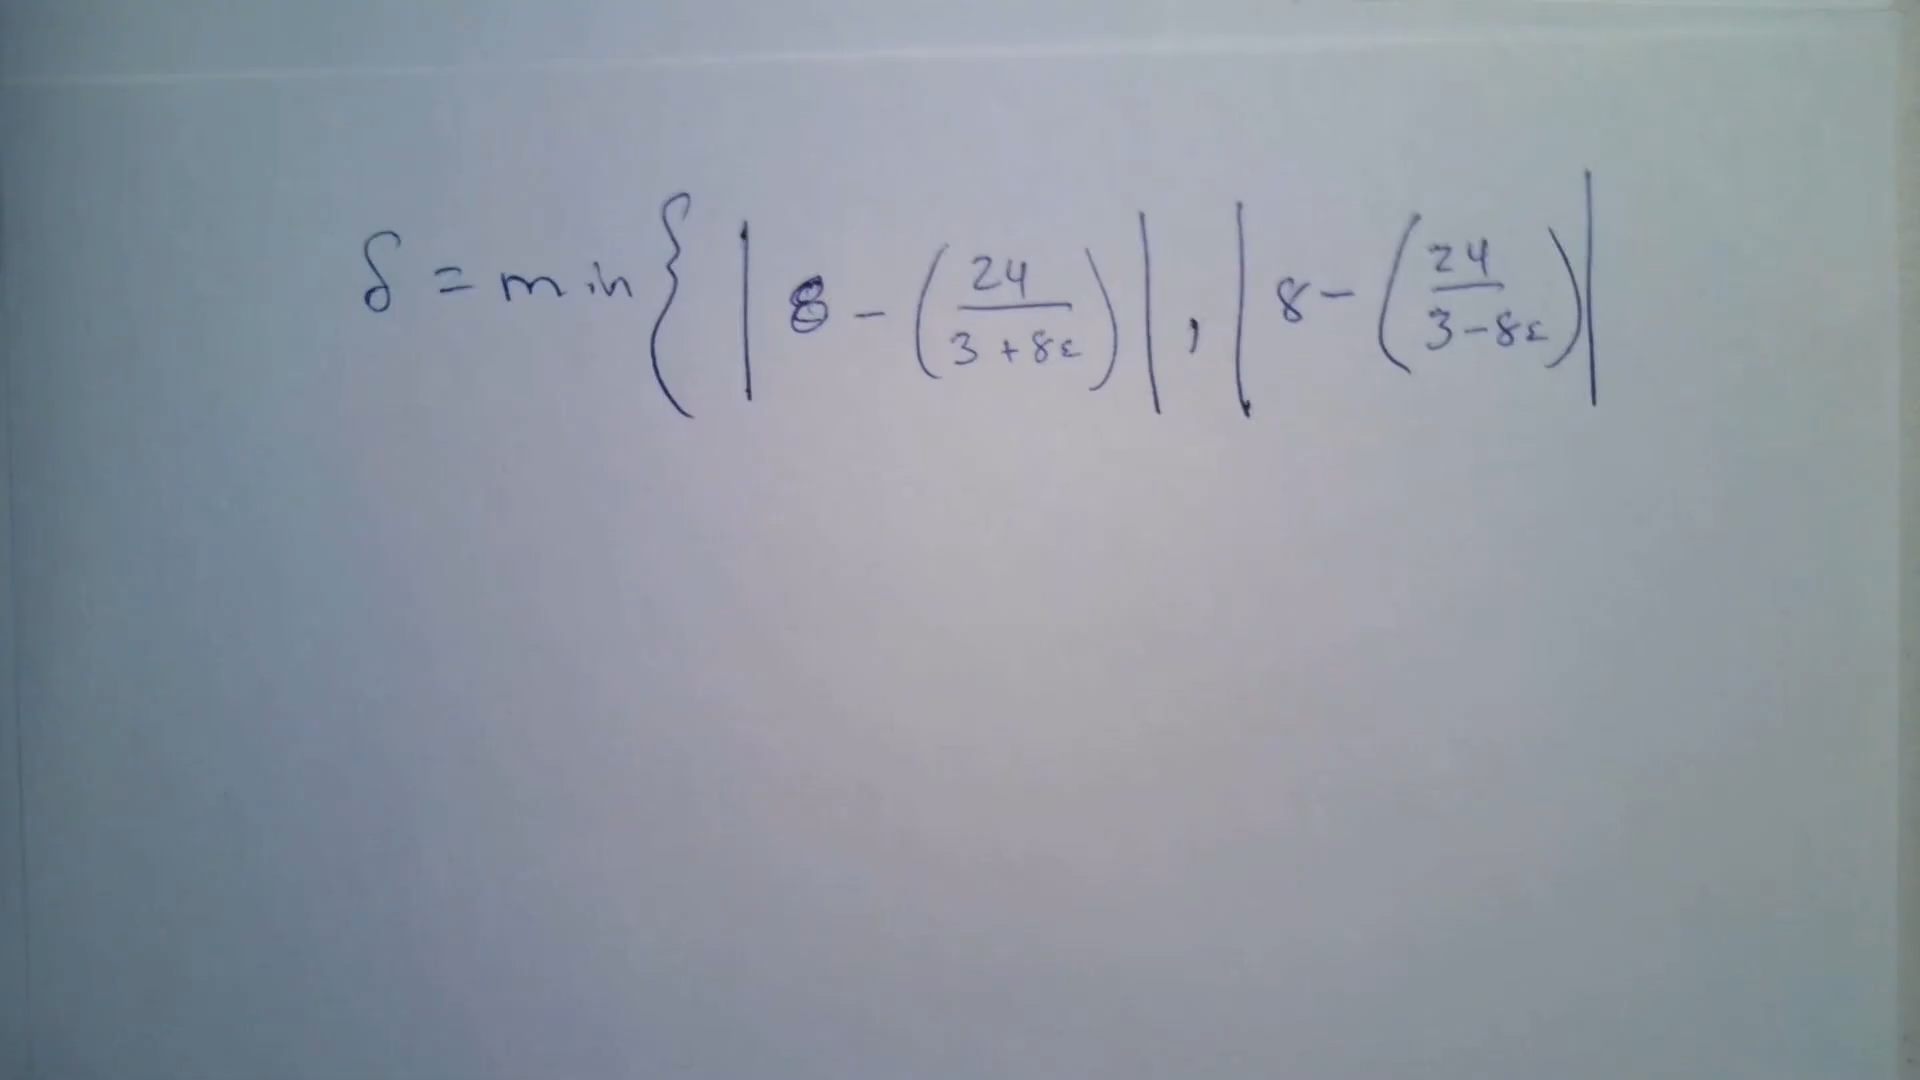 δ = min { | 8 - ( 24 / 3 + 8ε ) | , | 8 - ( 24 / 3 - 8ε ) |